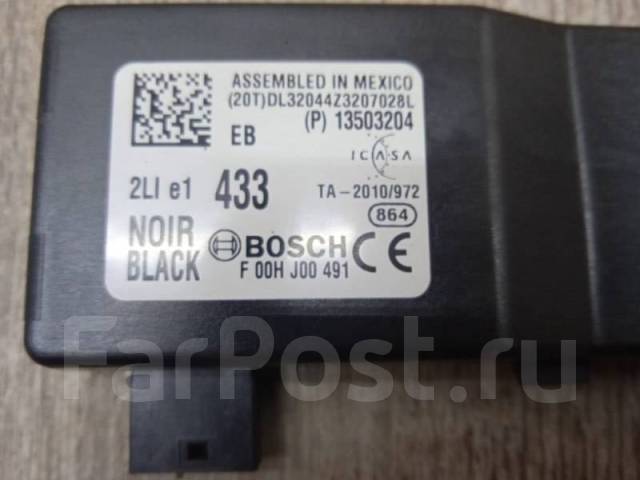 ASSEMBLED IN MEXICO
(20T)DL32044Z3207028L
EB (P) 13503204
ICASA
2LI e1 433 TA-2010/972
864
NOIR
BLACK BOSCH CE
F 00H J00 491
FarPost.ru